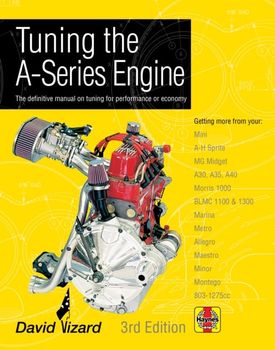 Tuning the
A-Series Engine
The definitive manual on tuning for performance or economy
Getting more from your:
Mini
A-H Sprite
MG Midget
A30, A35, A40
Morris 1000
BLMC 1100 & 1300
Marina
Metro
Allegro
Maestro
Minor
Montego
803-1275cc
David Vizard
3rd Edition
Haynes